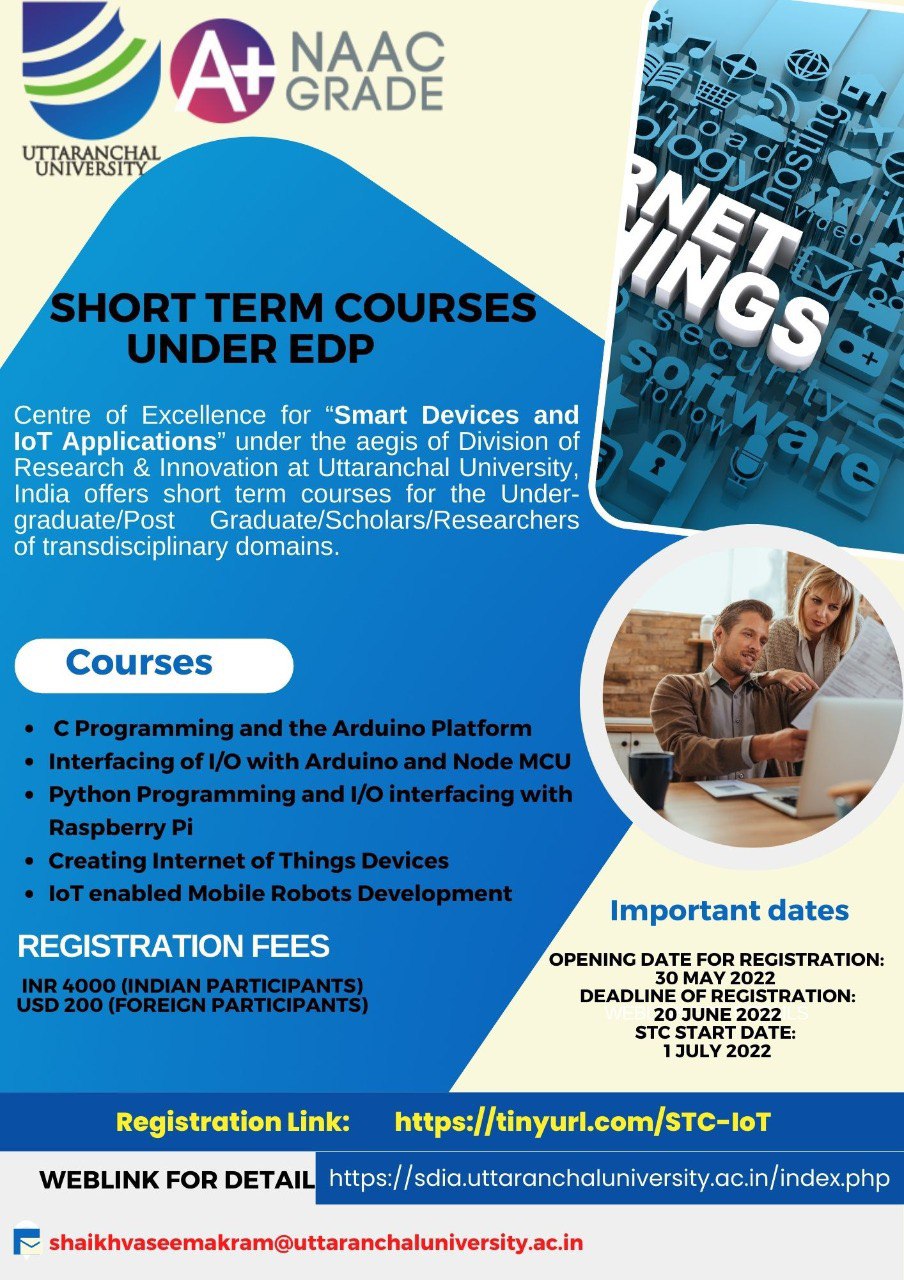 UTTARANCHAL
UNIVERSITY
A+
NAAC
GRADE
hosting
ology
video
RNET
security
software
follow
SHORT TERM COURSES
UNDER EDP
Centre of Excellence for “Smart Devices and
IoT Applications” under the aegis of Division of
Research & Innovation at Uttaranchal University,
India offers short term courses for the Under-
graduate/Post Graduate/Scholars/Researchers
of transdisciplinary domains.
Courses
• C Programming and the Arduino Platform
• Interfacing of I/O with Arduino and Node MCU
• Python Programming and I/O interfacing with
Raspberry Pi
• Creating Internet of Things Devices
• IoT enabled Mobile Robots Development
REGISTRATION FEES
INR 4000 (INDIAN PARTICIPANTS)
USD 200 (FOREIGN PARTICIPANTS)
Important dates
OPENING DATE FOR REGISTRATION:
30 MAY 2022
DEADLINE OF REGISTRATION:
20 JUNE 2022
STC START DATE:
1 JULY 2022
Registration Link: https://tinyurl.com/STC-IoT
WEBLINK FOR DETAIL https://sdia.uttaranchaluniversity.ac.in/index.php
shaikhvaseemakram@uttaranchaluniversity.ac.in